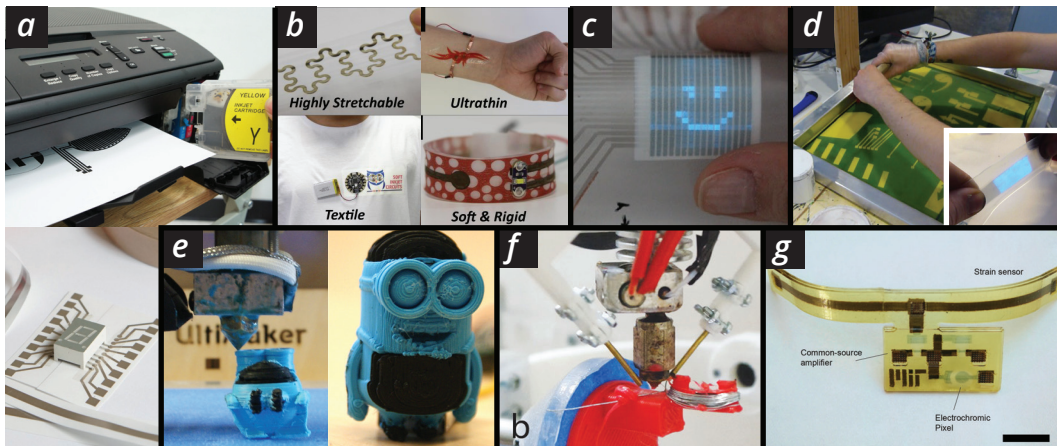 a
YELLOW
INKJET
CARTRIDGE
Y
b
Highly Stretchable
Ultrathin
Textile
Soft & Rigid
c
d
e
Ultimaker
f
b
g
Strain sensor
Common-source
amplifier
Electrochromic
Pixel